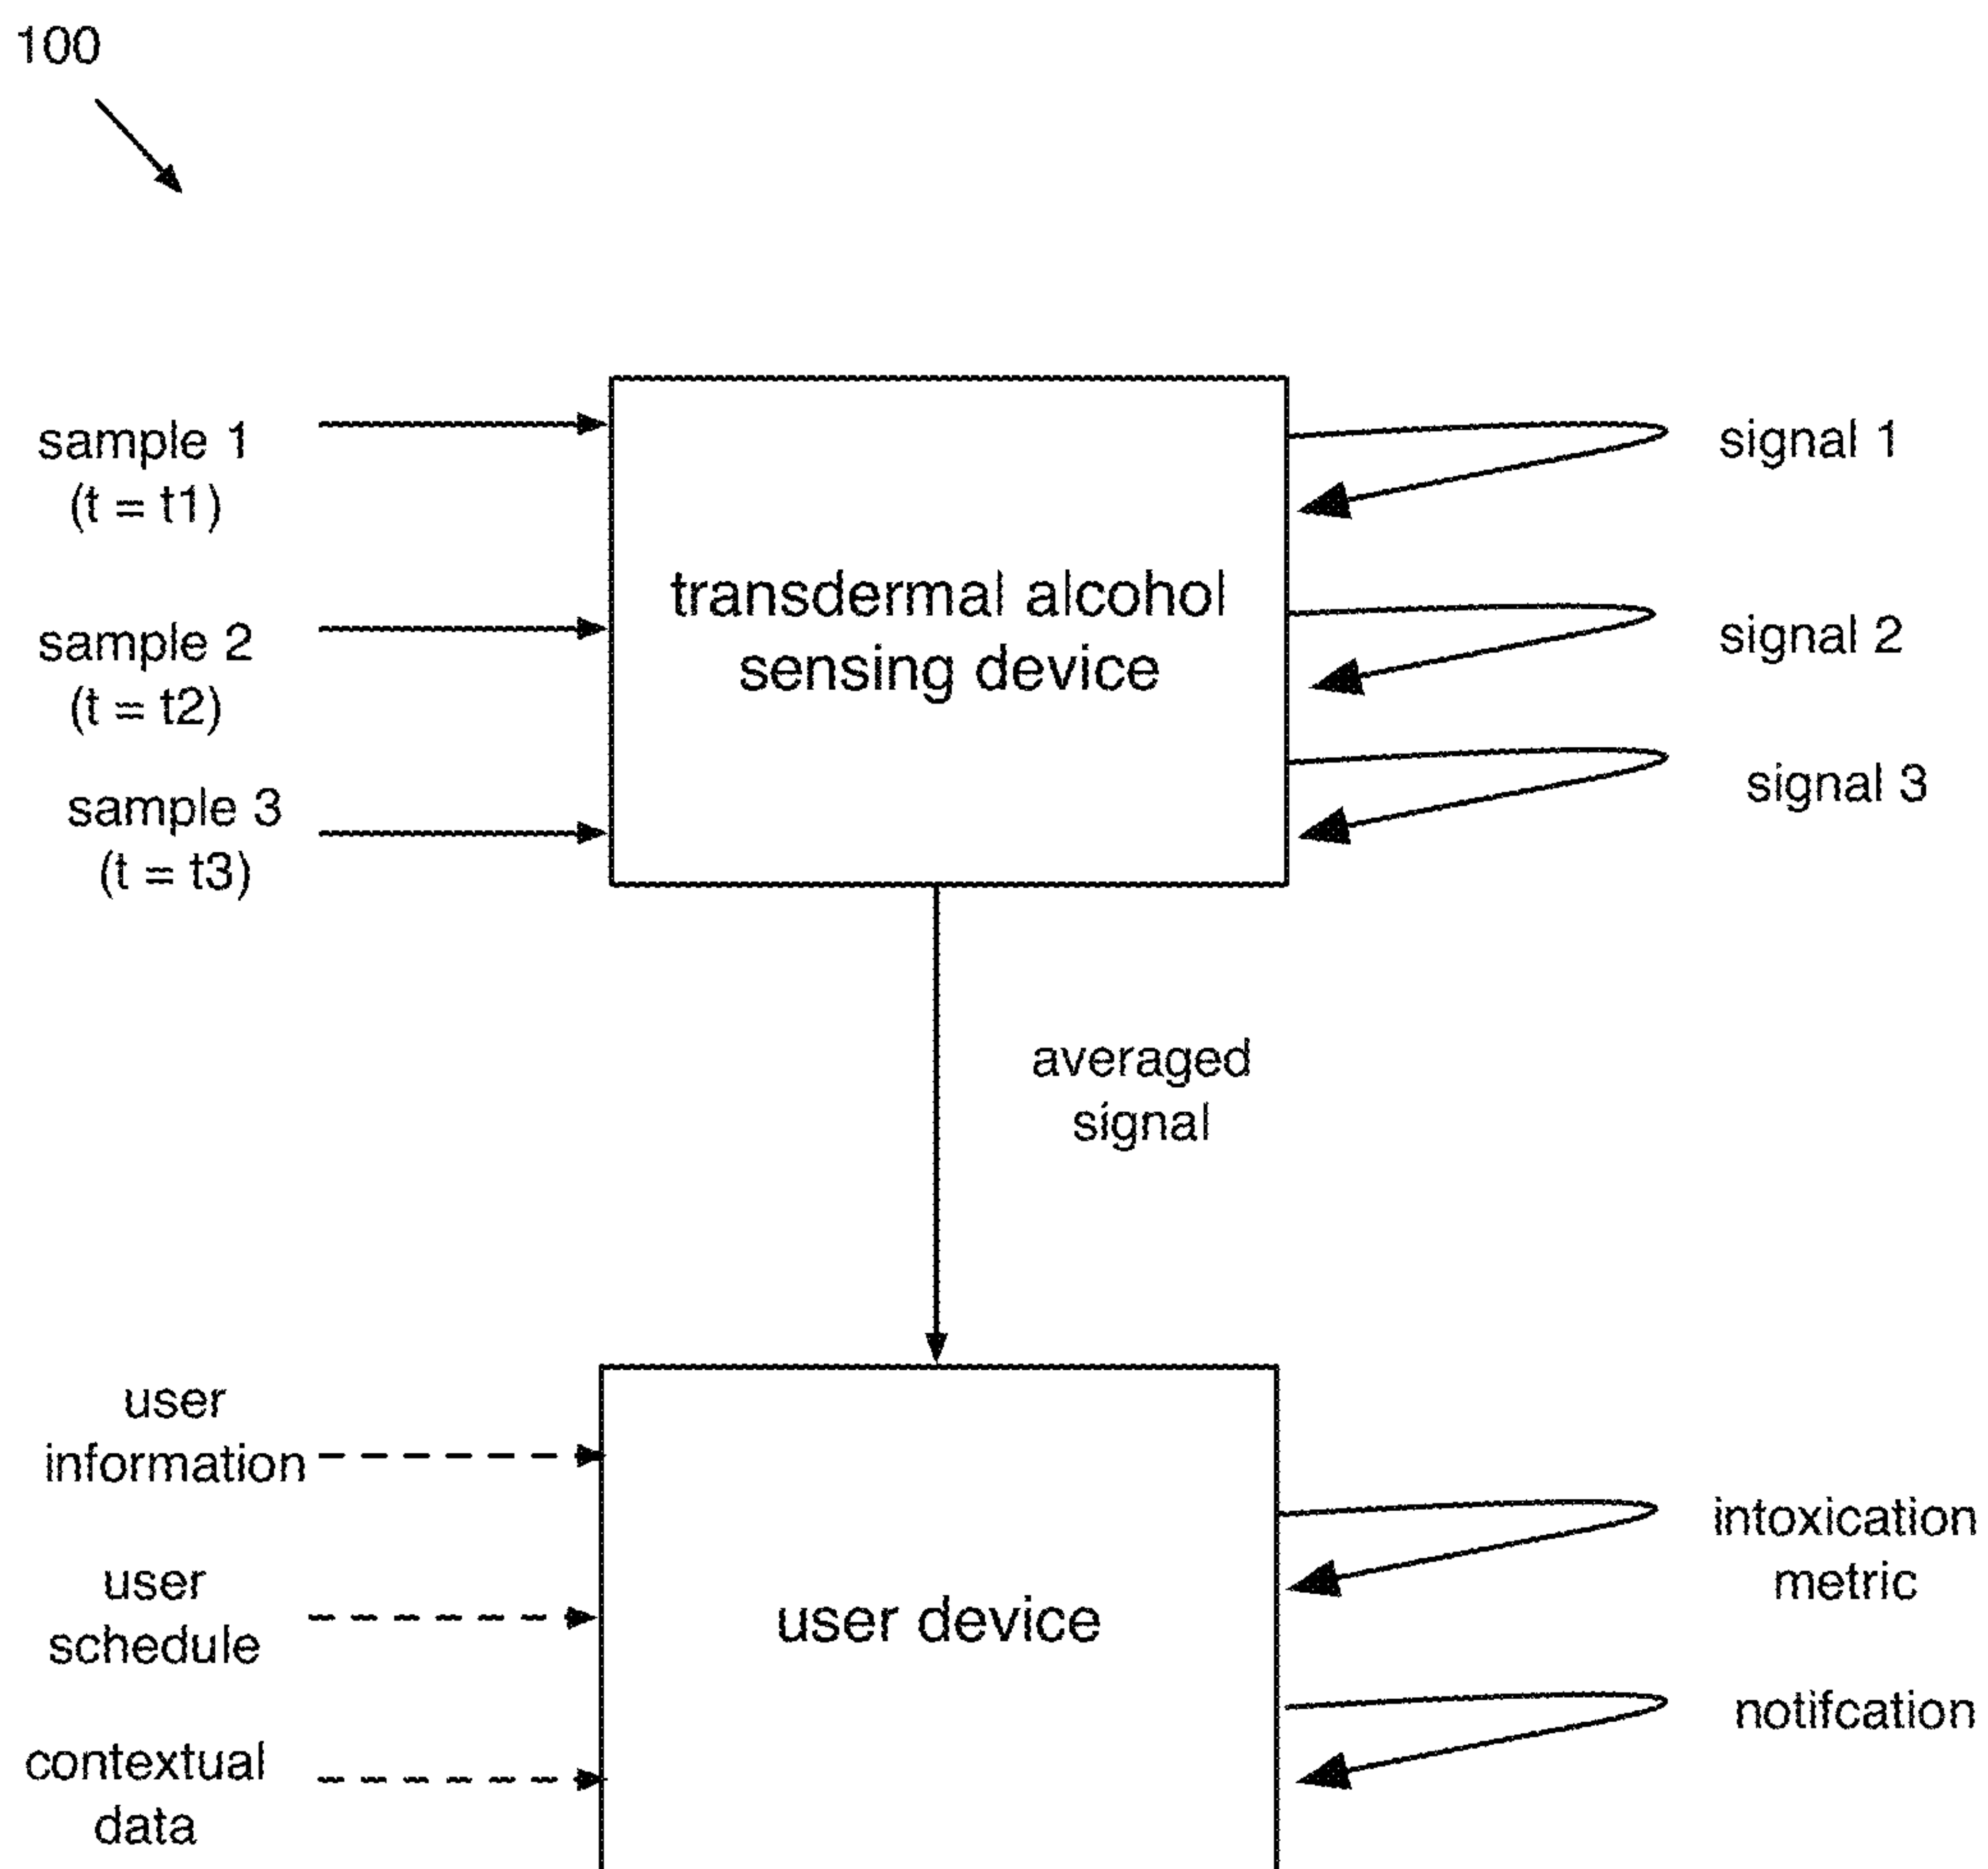 100
sample 1
(t = t1)
signal 1
transdermal alcohol
sensing device
sample 2
(t = t2)
signal 2
sample 3
(t = t3)
signal 3
averaged
signal
user
information
user
schedule
contextual
data
user device
intoxication
metric
notifcation